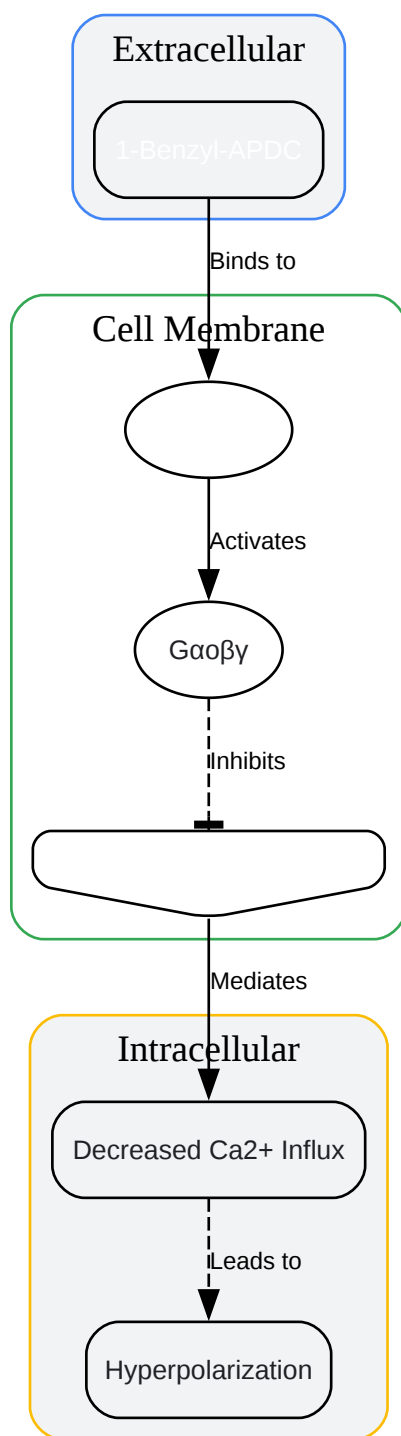 Extracellular
1-Benzyl-APDC
Binds to
Cell Membrane
Activates
Gαoβγ
Inhibits
Mediates
Intracellular
Decreased Ca2+ Influx
Leads to
Hyperpolarization